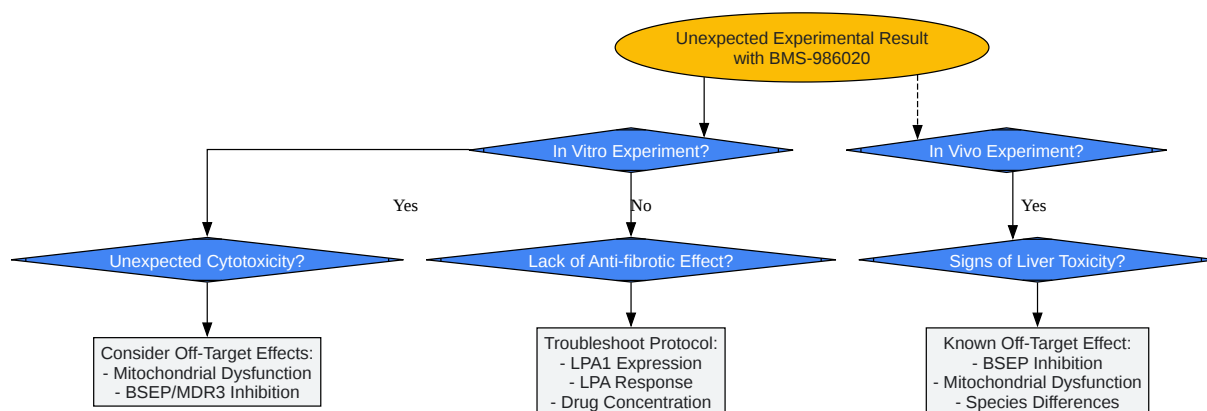 Unexpected Experimental Result
with BMS-986020
In Vitro Experiment?
In Vivo Experiment?
Yes
No
Yes
Unexpected Cytotoxicity?
Lack of Anti-fibrotic Effect?
Signs of Liver Toxicity?
Consider Off-Target Effects:
- Mitochondrial Dysfunction
- BSEP/MDR3 Inhibition
Troubleshoot Protocol:
- LPA1 Expression
- LPA Response
- Drug Concentration
Known Off-Target Effect:
- BSEP Inhibition
- Mitochondrial Dysfunction
- Species Differences